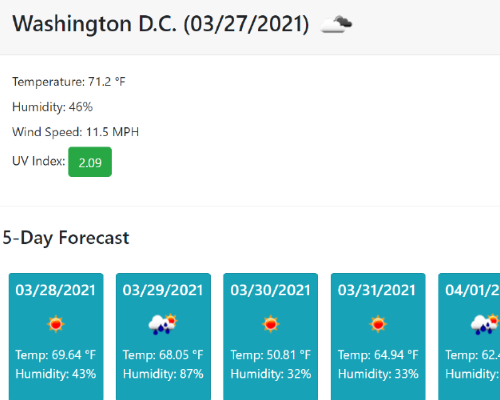 Washington D.C. (03/27/2021)
Temperature: 71.2 °F
Humidity: 46%
Wind Speed: 11.5 MPH
UV Index: 2.09
5-Day Forecast
03/28/2021 03/29/2021 03/30/2021 03/31/2021 04/01/2
Temp: 69.64 °F Temp: 68.05 °F Temp: 50.81 °F Temp: 64.94 °F Temp: 62.4
Humidity: 43% Humidity: 87% Humidity: 32% Humidity: 33% Humidity: